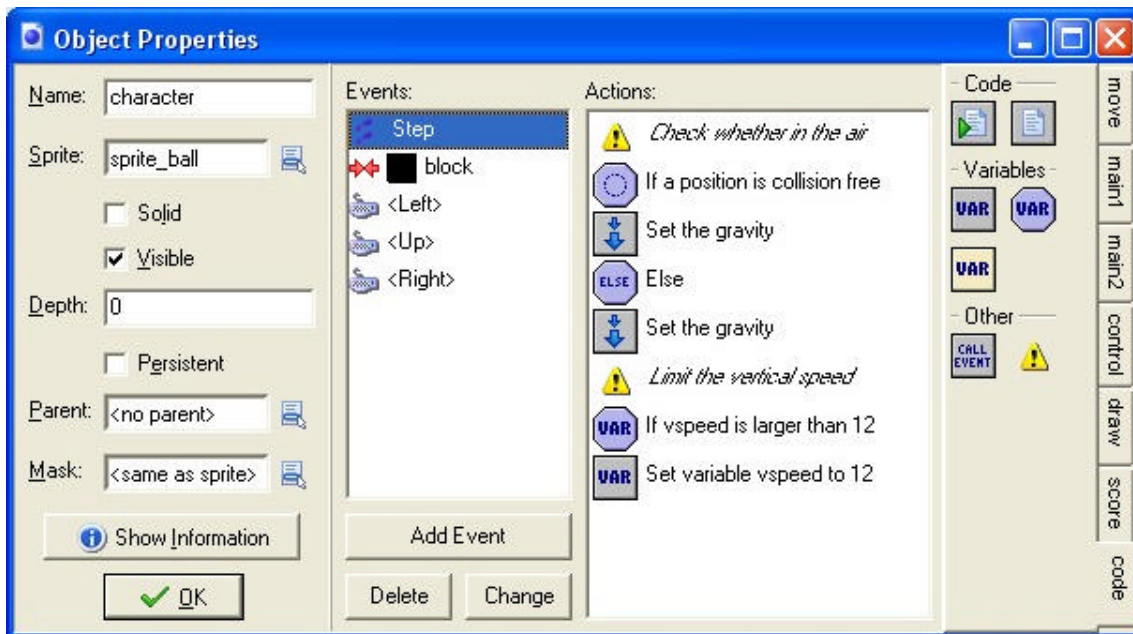 Object Properties
Name:
character
Sprite:
sprite_ball
Solid
Visible
Depth:
0
Persistent
Parent:
<no parent>
Mask:
<same as sprite>
Show Information
OK
Events:
Step
block
<Left>
<Up>
<Right>
Add Event
Delete
Change
Actions:
Check whether in the air
If a position is collision free
Set the gravity
ELSE Else
Set the gravity
Limit the vertical speed
VAR If vspeed is larger than 12
VAR Set variable vspeed to 12
Code
Variables
VAR VAR
VAR
Other
CALL
EVENT
move
main1
main2
control
draw
score
code